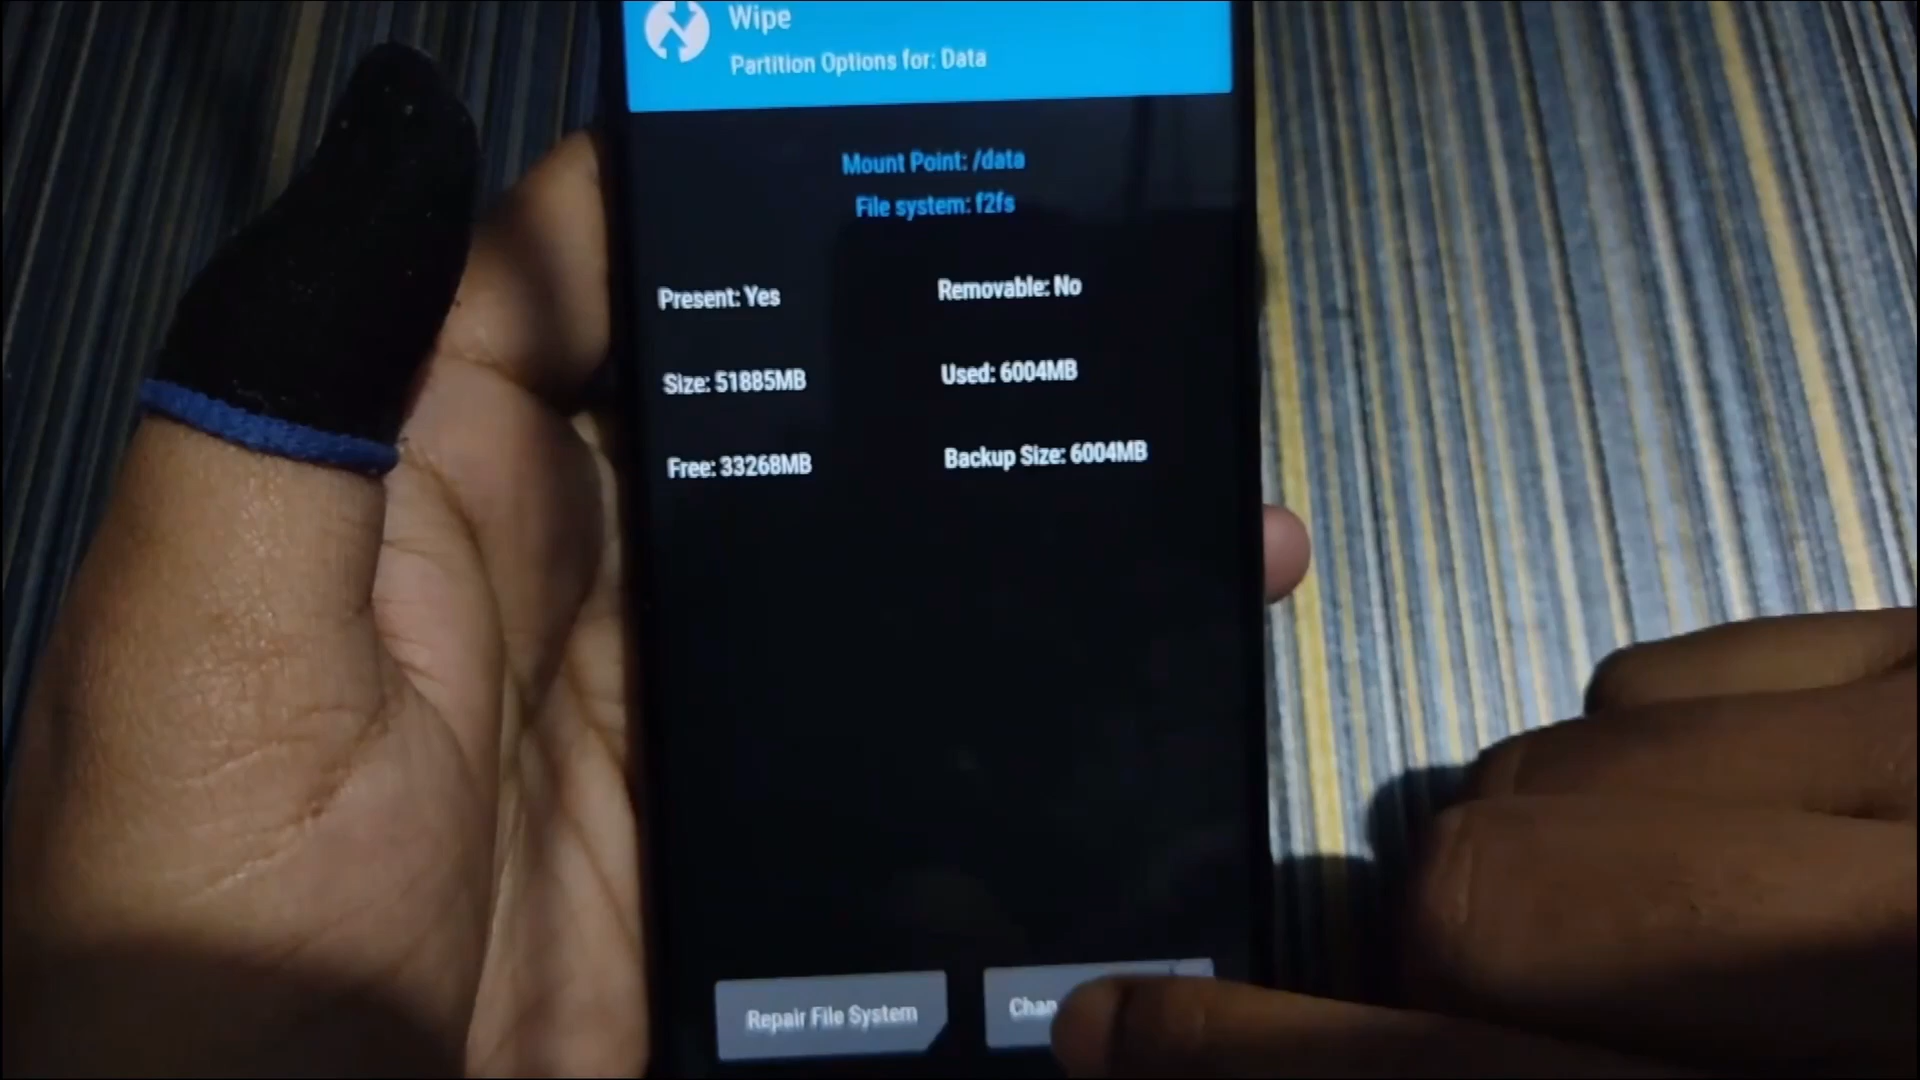 Wipe
Partition Options for: Data
Mount Point: /data
File system: f2fs
Present: Yes
Removable: No
Size: 51885MB
Used: 6004MB
Free: 33268MB
Backup Size: 6004MB
Repair File System
Chan